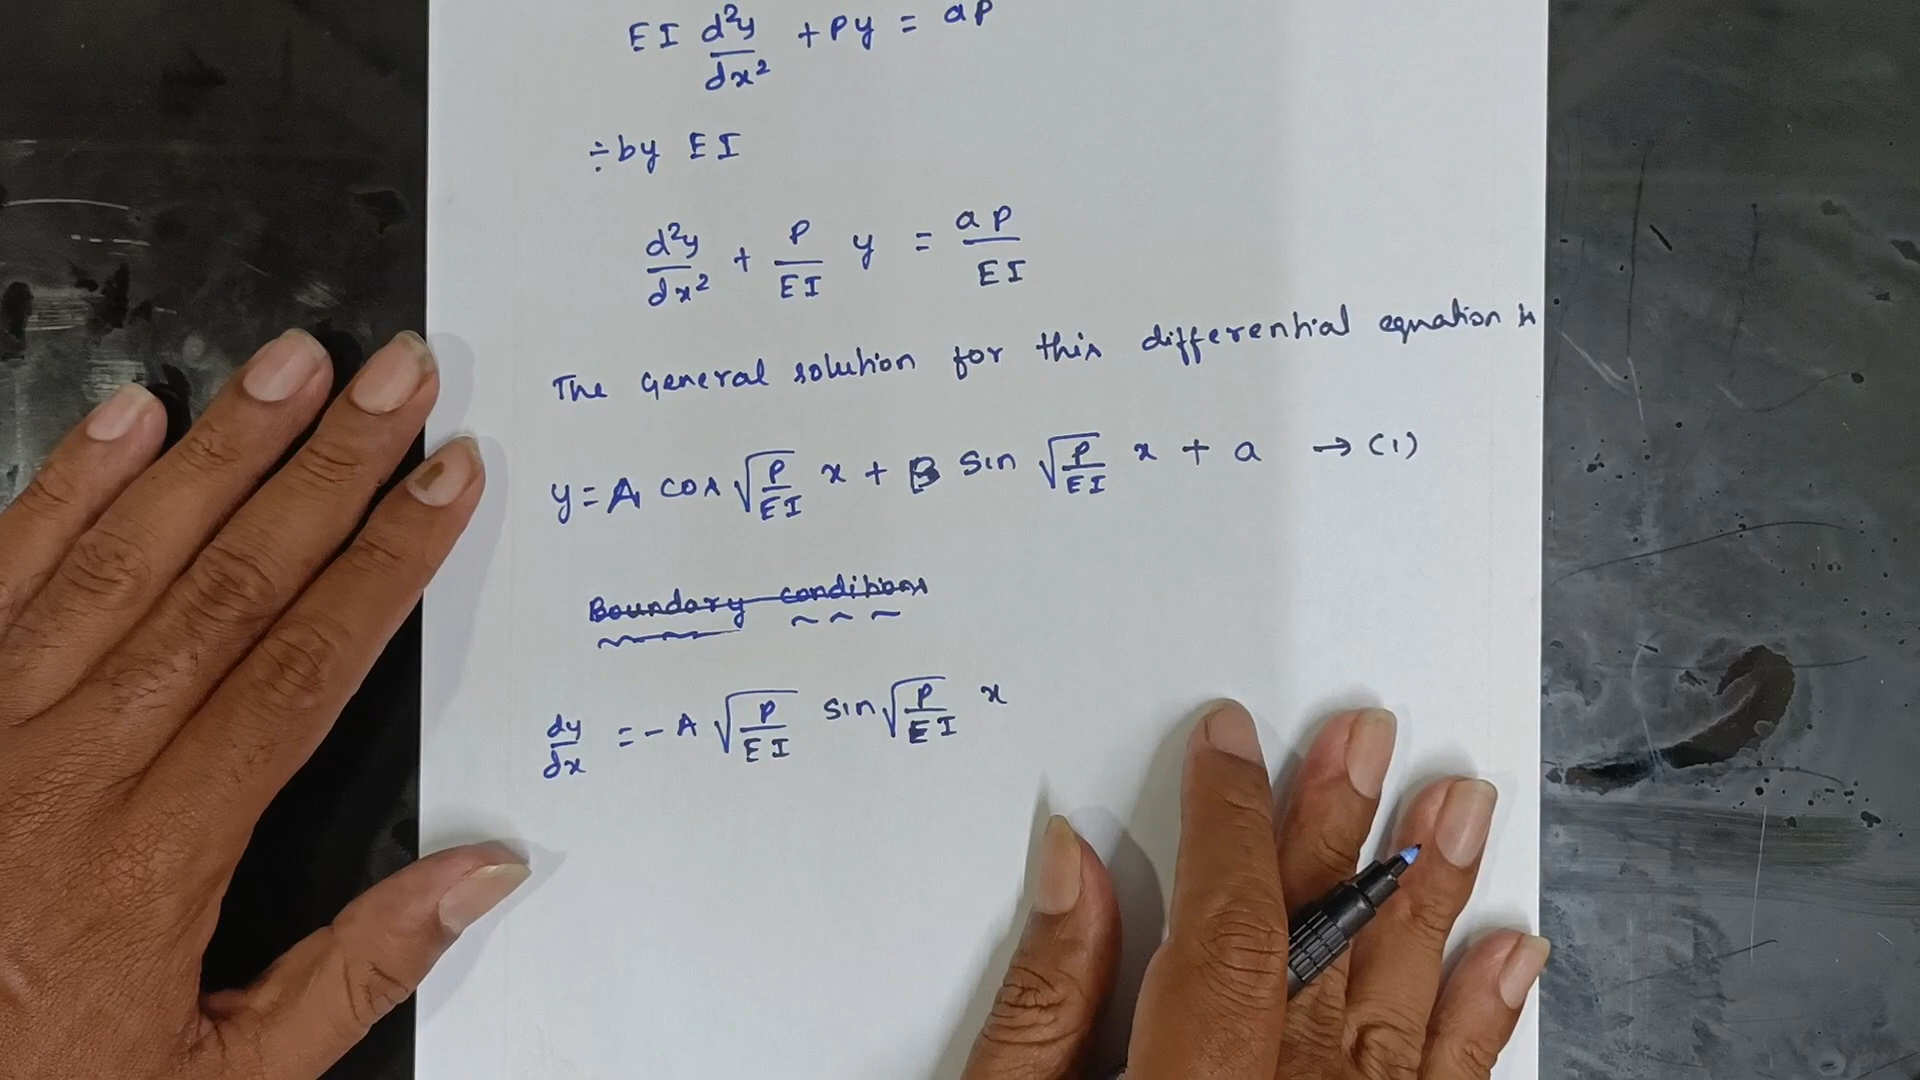 EI d²y/dx² + Py = aP
÷by EI
d²y/dx² + P/EI y = aP/EI
The General solution for this differential equation is
y = A cos √(P/EI) x + B sin √(P/EI) x + a → (1)
Boundary conditions
dy/dx = -A √(P/EI) sin √(P/EI) x